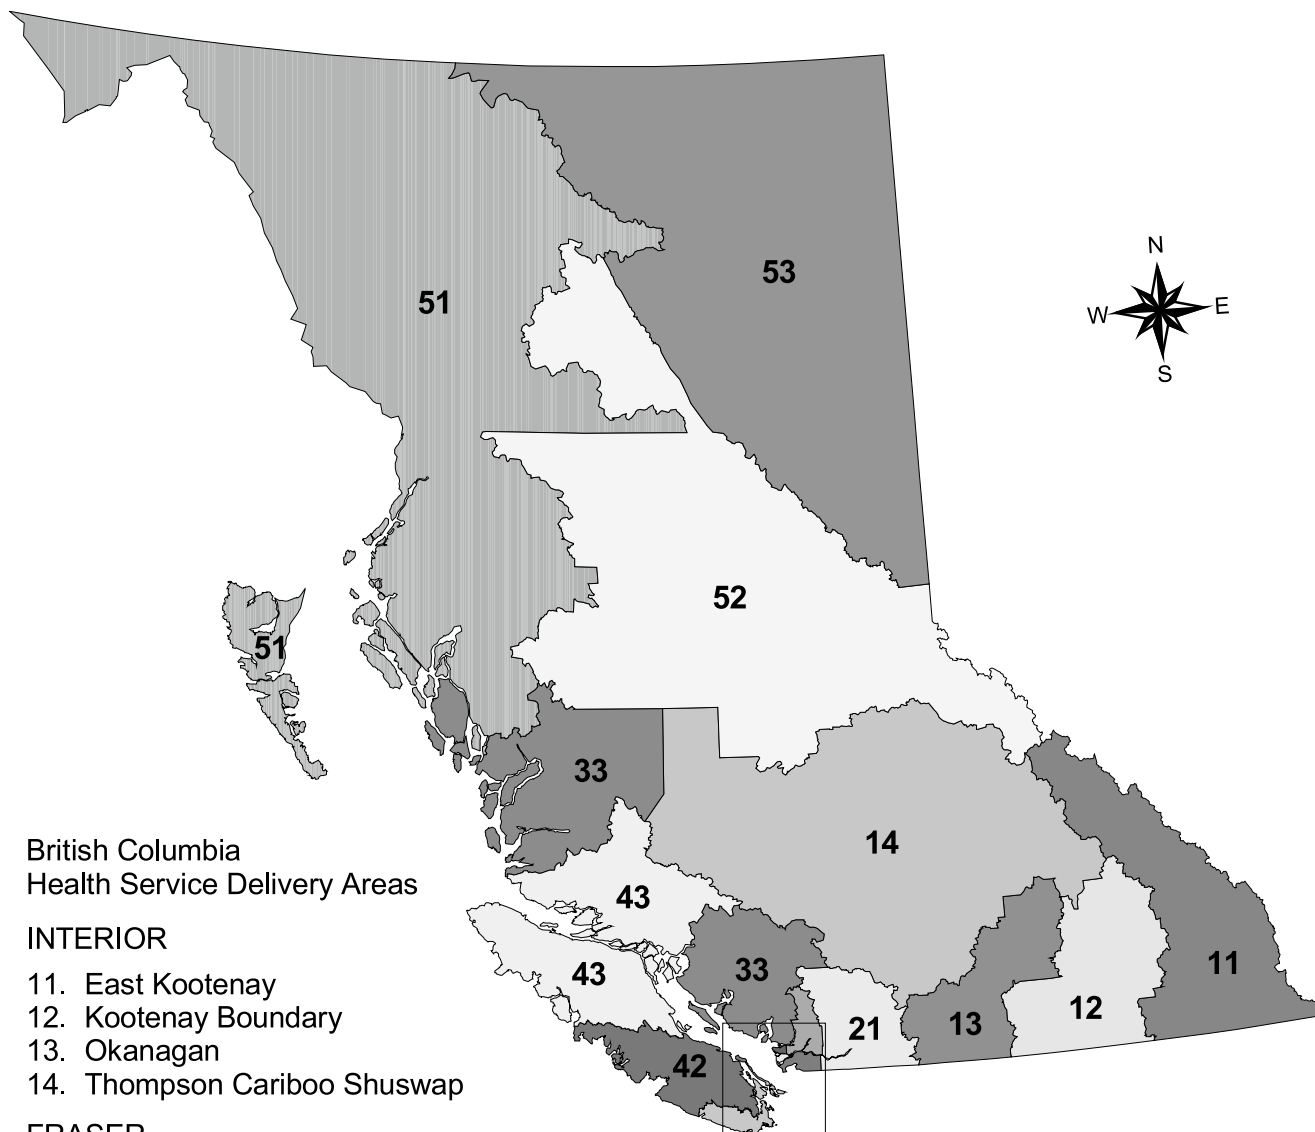 N
53
51
W
E
S
52
51
33
14
British Columbia
Health Service Delivery Areas
43
INTERIOR
43
33
11
11. East Kootenay
12. Kootenay Boundary
12
21
13
13. Okanagan
42
14. Thompson Cariboo Shuswap
FRASER